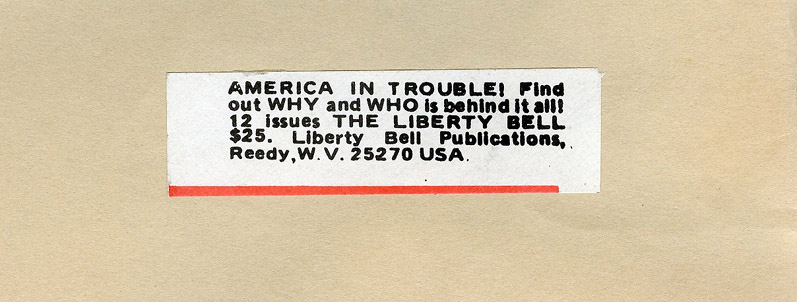 AMERICA IN TROUBLE! Find
out WHY and WHO is behind it all!
12 issues THE LIBERTY BELL
$25. Liberty Bell Publications,
Reedy, W.V. 25270 USA.